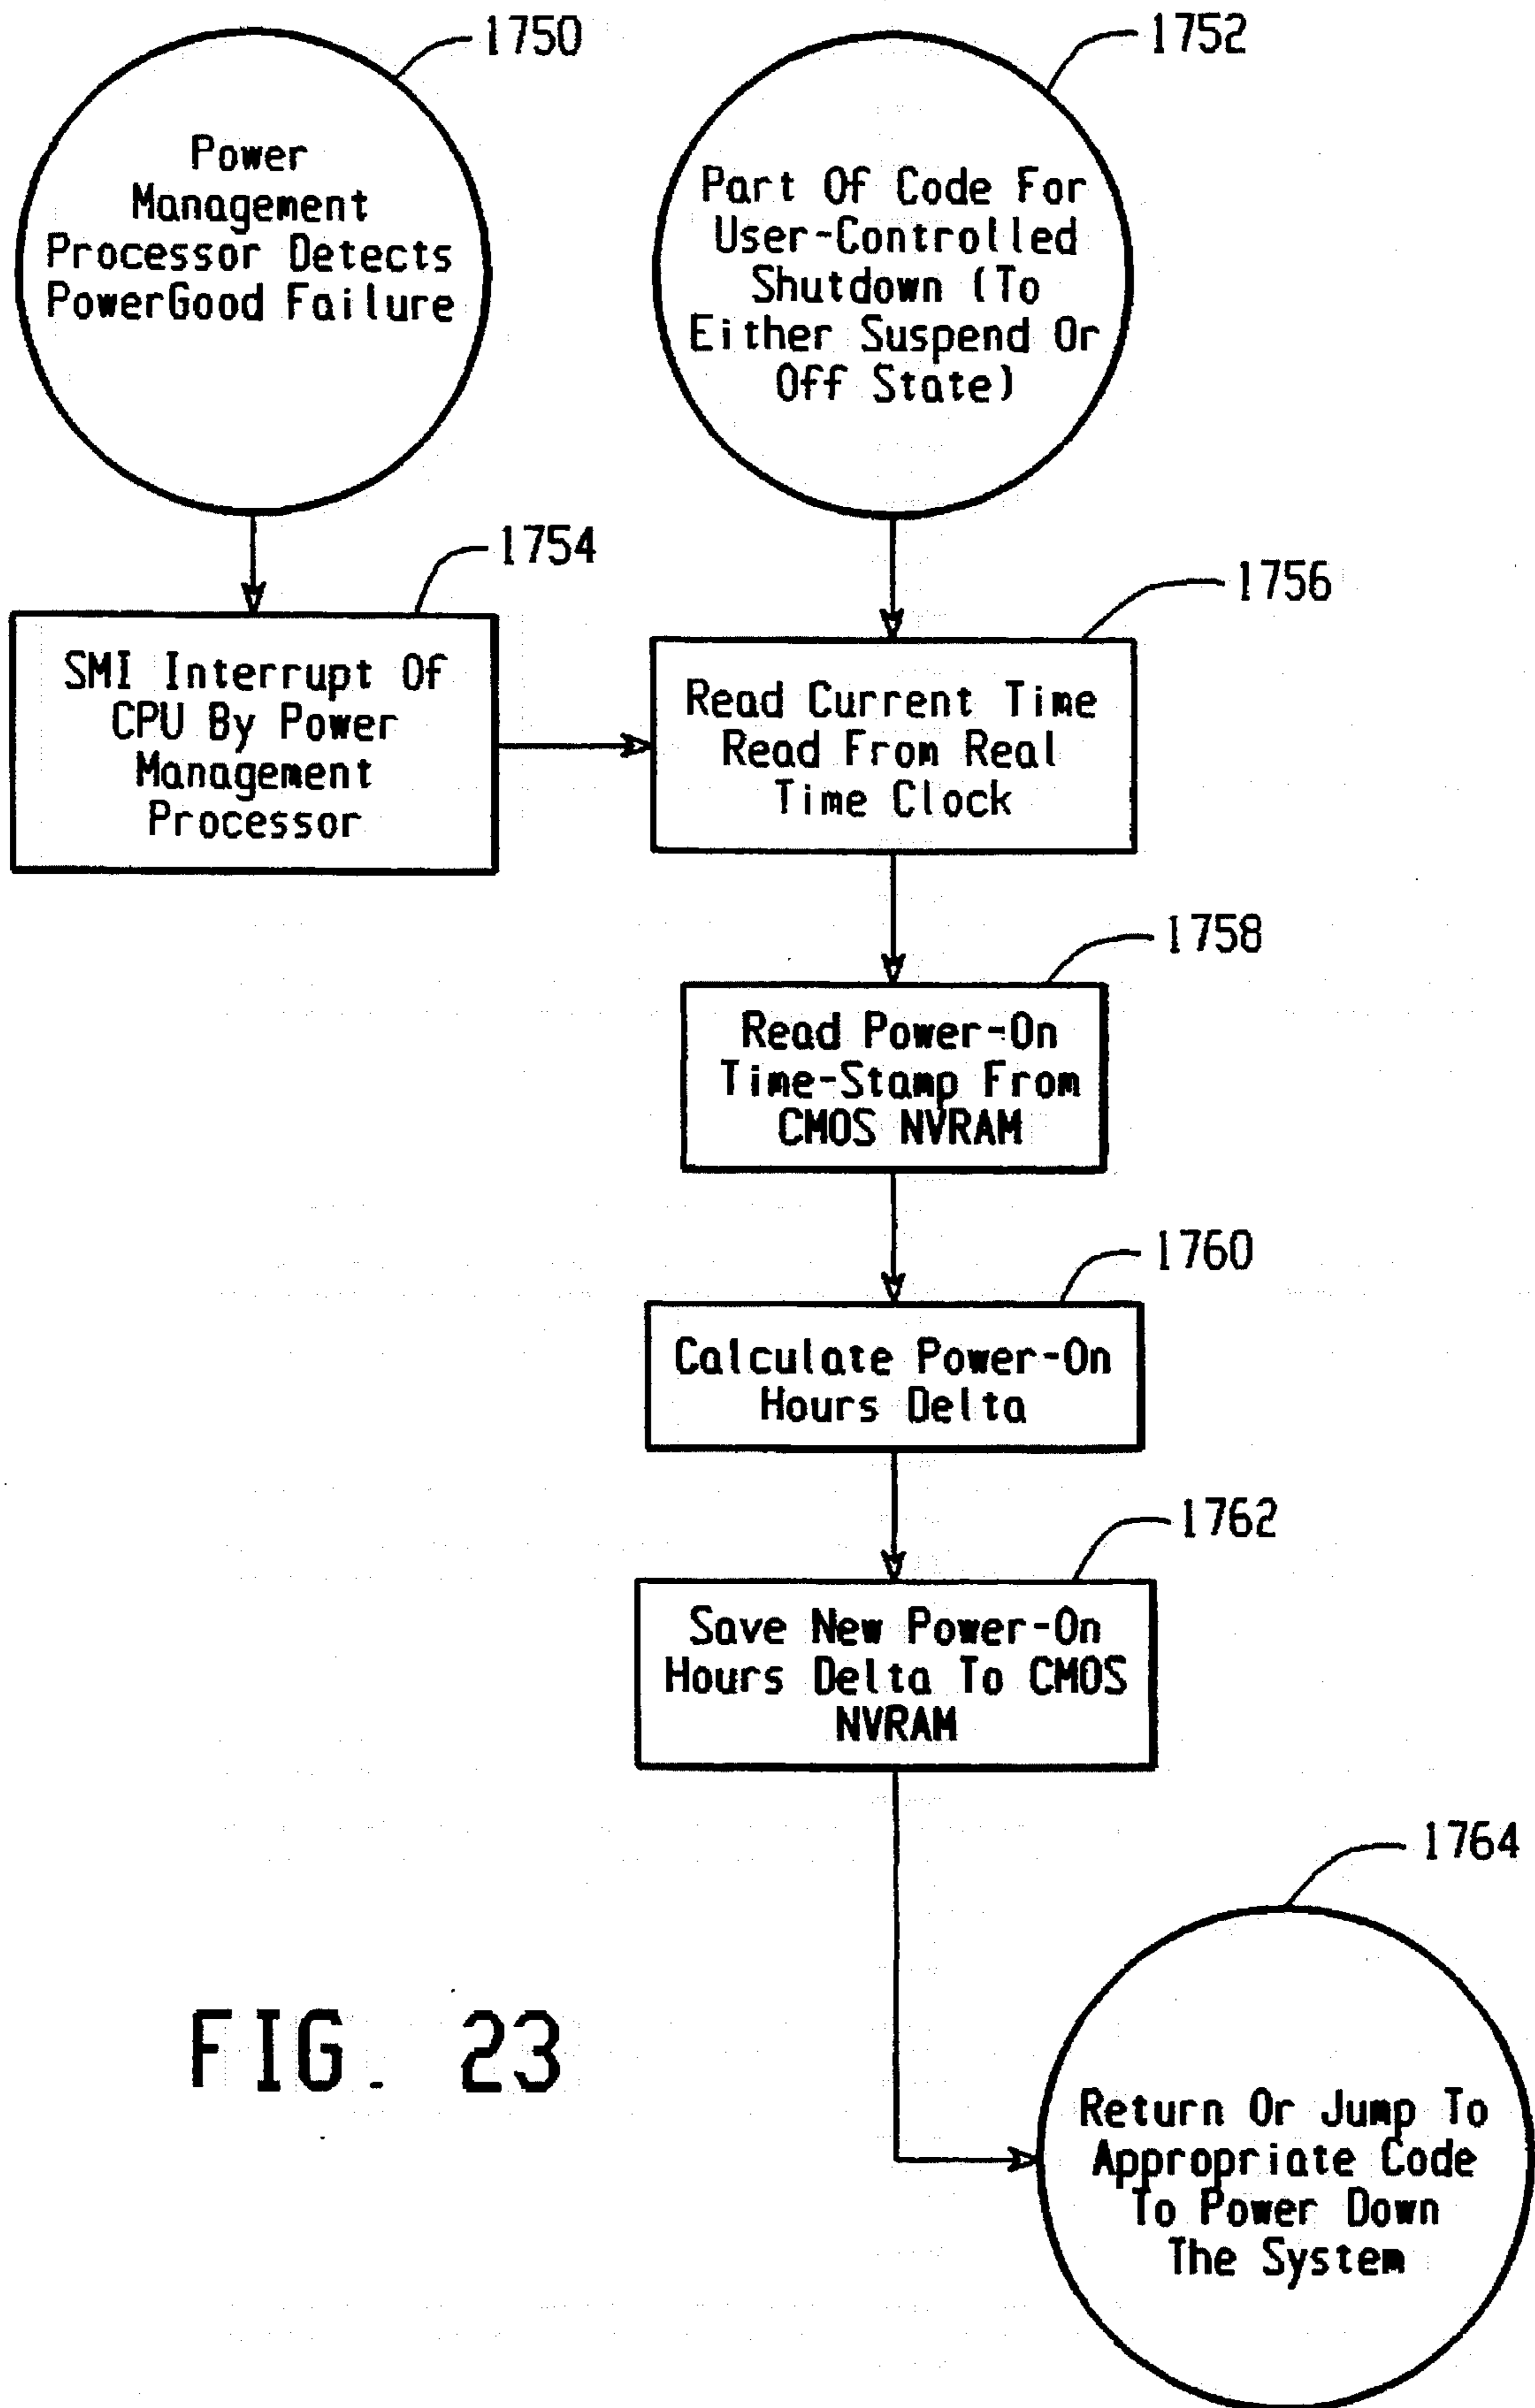 1750
Power
Management
Processor Detects
PowerGood Failure
1752
Part Of Code For
User-Controlled
Shutdown (To
Either Suspend Or
Off State)
1754
SMI Interrupt Of
CPU By Power
Management
Processor
1756
Read Current Time
Read From Real
Time Clock
1758
Read Power-On
Time-Stamp From
CMOS NVRAM
1760
Calculate Power-On
Hours Delta
1762
Save New Power-On
Hours Delta To CMOS
NVRAM
1764
Return Or Jump To
Appropriate Code
To Power Down
The System
FIG. 23